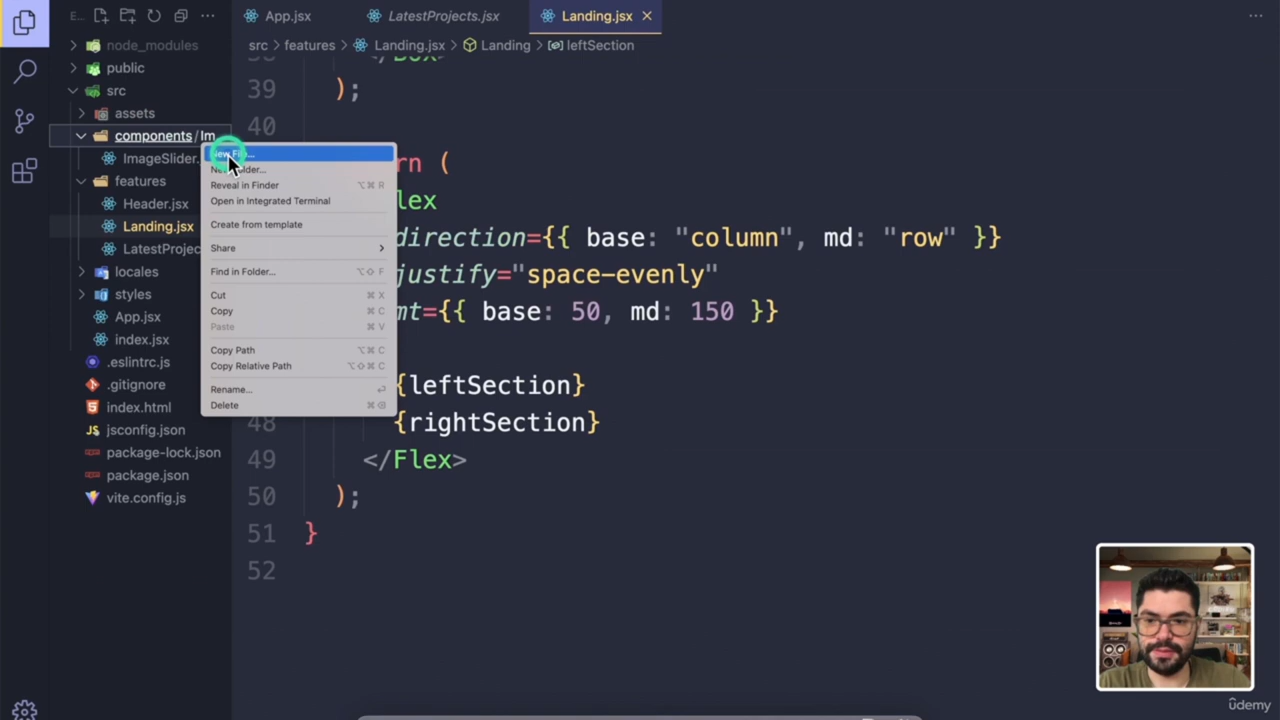 E...
App.jsx
LatestProjects.jsx
Landing.jsx
src
features
Landing.jsx
Landing
leftSection
node_modules
public
src
assets
components / Im
ImageSlider.
features
Header.jsx
Landing.jsx
LatestProjec
locales
styles
App.jsx
index.jsx
.eslintrc.js
.gitignore
index.html
JS jsconfig.json
package-lock.json
package.json
vite.config.js
New File...
Reveal in Finder ⌥⌘ R
Open in Integrated Terminal
Create from template
Share >
Find in Folder... ⌥⇧ F
Cut ⌘ X
Copy ⌘ C
Paste ⌘ V
Copy Path ⌥⌘ C
Copy Relative Path ⌥⇧⌘ C
Rename...
Delete
39 );
40
rn (
lex
direction={{ base: "column", md: "row" }}
justify="space-evenly"
mt={{ base: 50, md: 150 }}
{leftSection}
48 {rightSection}
49 </Flex>
50 );
51 }
52
ûdemy